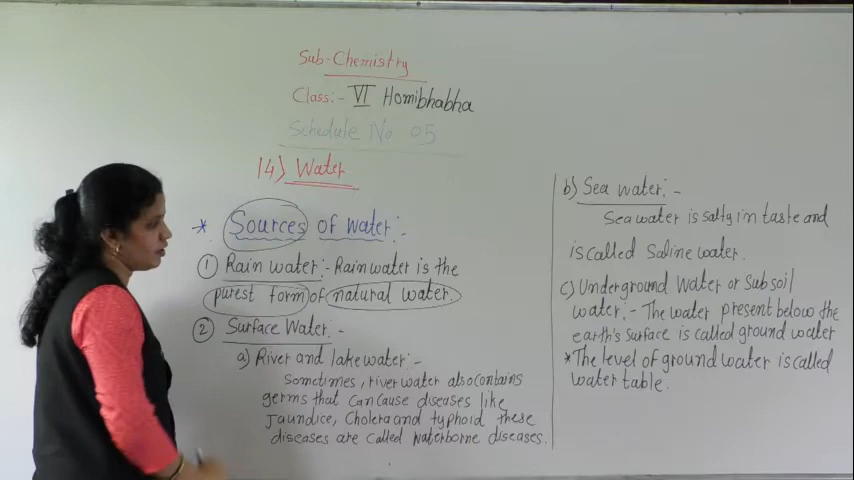 Sub-Chemistry
Class:- VI Homibhabha
Schedule No 05
14) Water
* Sources of water:-
① Rain water:- Rain water is the
purest form of natural water.
② Surface Water:-
a) River and lake water:-
Sometimes, river water also contains
germs that can cause diseases like
Jaundice, Cholera and typhoid these
diseases are called waterborne diseases.
b) Sea water:-
Sea water is salty in taste and
is called Saline water.
c) Underground Water or Subsoil
water:- The water present below the
earth's surface is called ground water
* The level of ground water is called
water table.